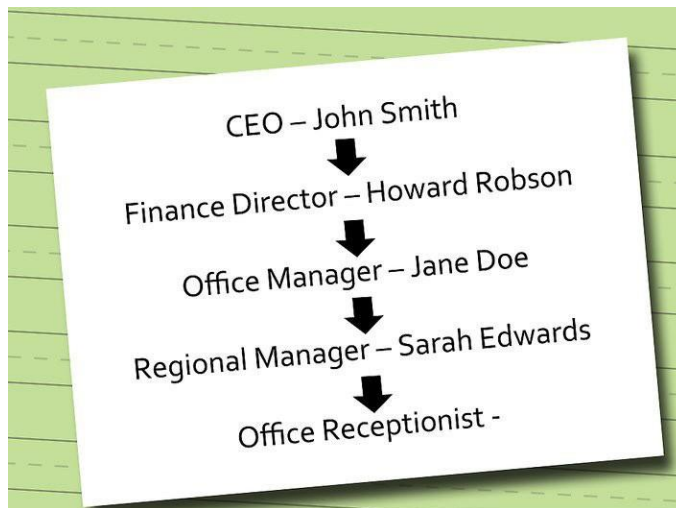 CEO – John Smith
Finance Director – Howard Robson
Office Manager – Jane Doe
Regional Manager – Sarah Edwards
Office Receptionist -